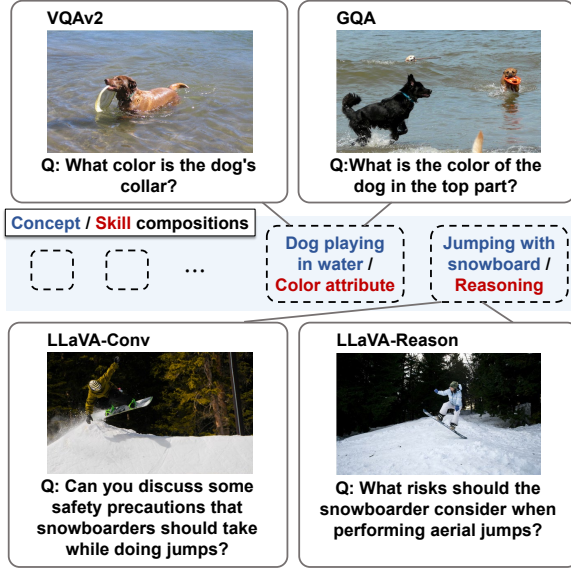 VQAv2
Q: What color is the dog's
collar?
GQA
Q:What is the color of the
dog in the top part?
Concept / Skill compositions
...
Dog playing
in water /
Color attribute
Jumping with
snowboard /
Reasoning
LLaVA-Conv
Q: Can you discuss some
safety precautions that
snowboarders should take
while doing jumps?
LLaVA-Reason
Q: What risks should the
snowboarder consider when
performing aerial jumps?